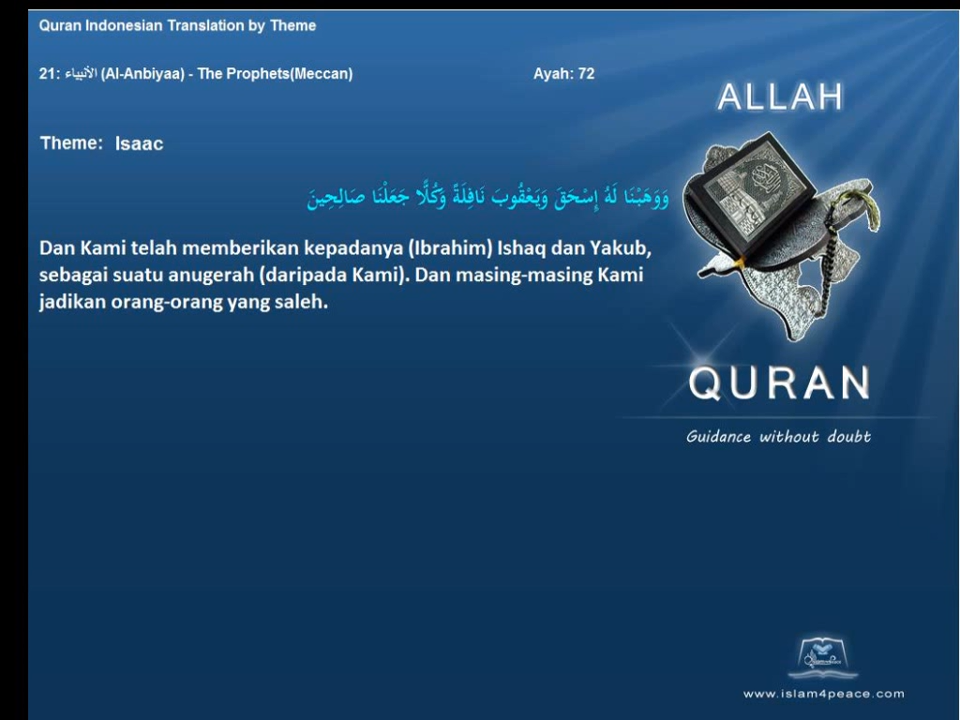 Quran Indonesian Translation by Theme
21: الأنبياء (Al-Anbiyaa) - The Prophets(Meccan) Ayah: 72
ALLAH
Theme: Isaac
وَوَهَبْنَا لَهُ إِسْحَقَ وَيَعْقُوبَ نَافِلَةً وَكُلًّا جَعَلْنَا صَالِحِينَ
Dan Kami telah memberikan kepadanya (Ibrahim) Ishaq dan Yakub,
sebagai suatu anugerah (daripada Kami). Dan masing-masing Kami
jadikan orang-orang yang saleh.
QURAN
Guidance without doubt
www.islam4peace.com